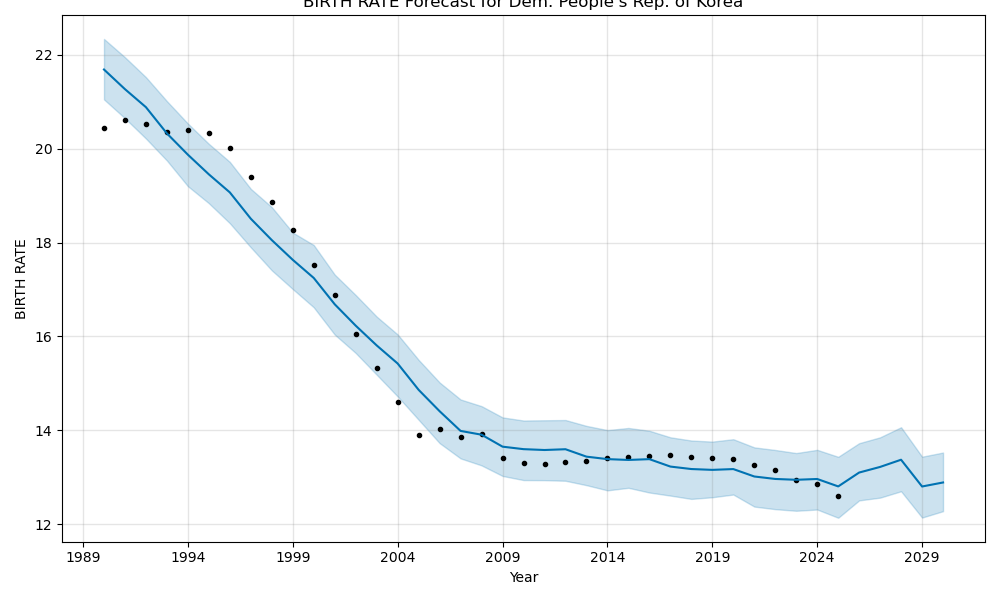 BIRTH RATE Forecast for Dem. People's Rep. of Korea
22
20
18
16
14
12
BIRTH RATE
1989 1994 1999 2004 2009 2014 2019 2024 2029
Year